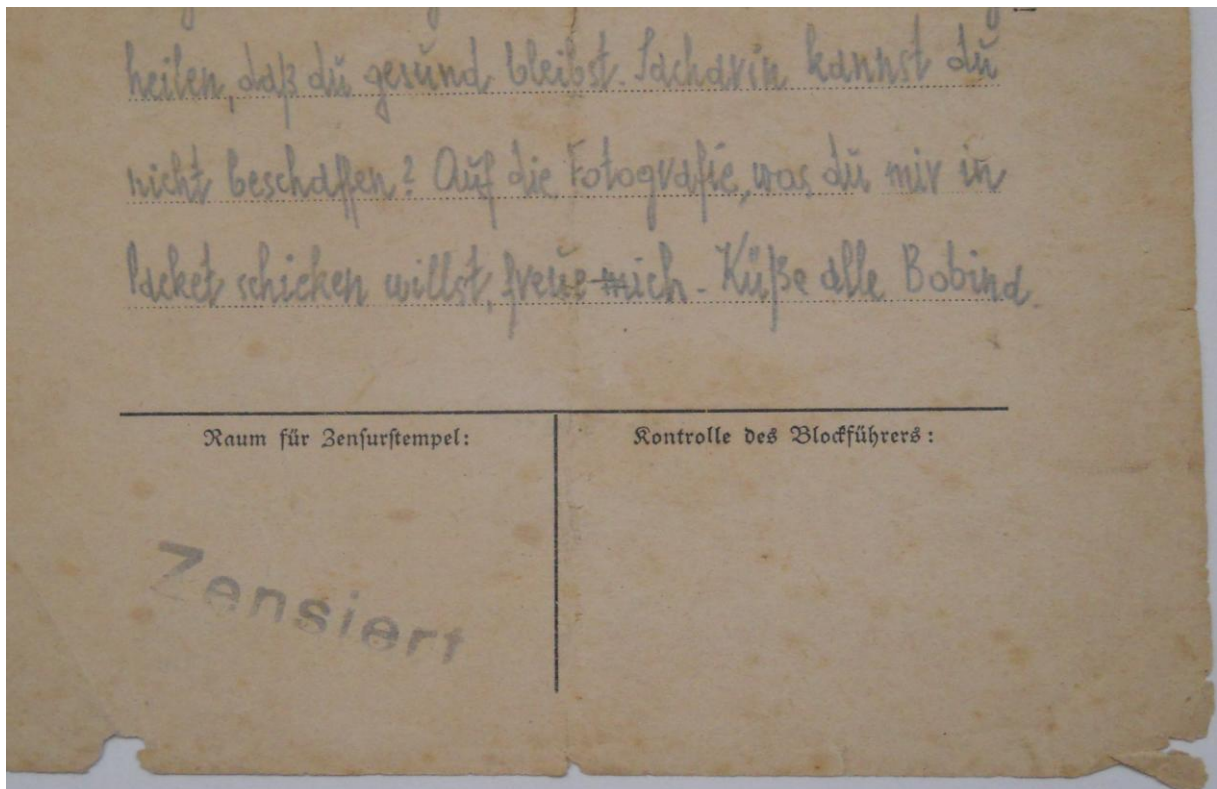 heilen, daß du gesund bleibst. Sacharin kannst du
nicht beschaffen? Auf die Fotografie, was du mir in
Packet schicken willst, freue mich. Küße alle Bobina.
Raum für Zensurstempel:
Kontrolle des Blockführers:
Zensiert